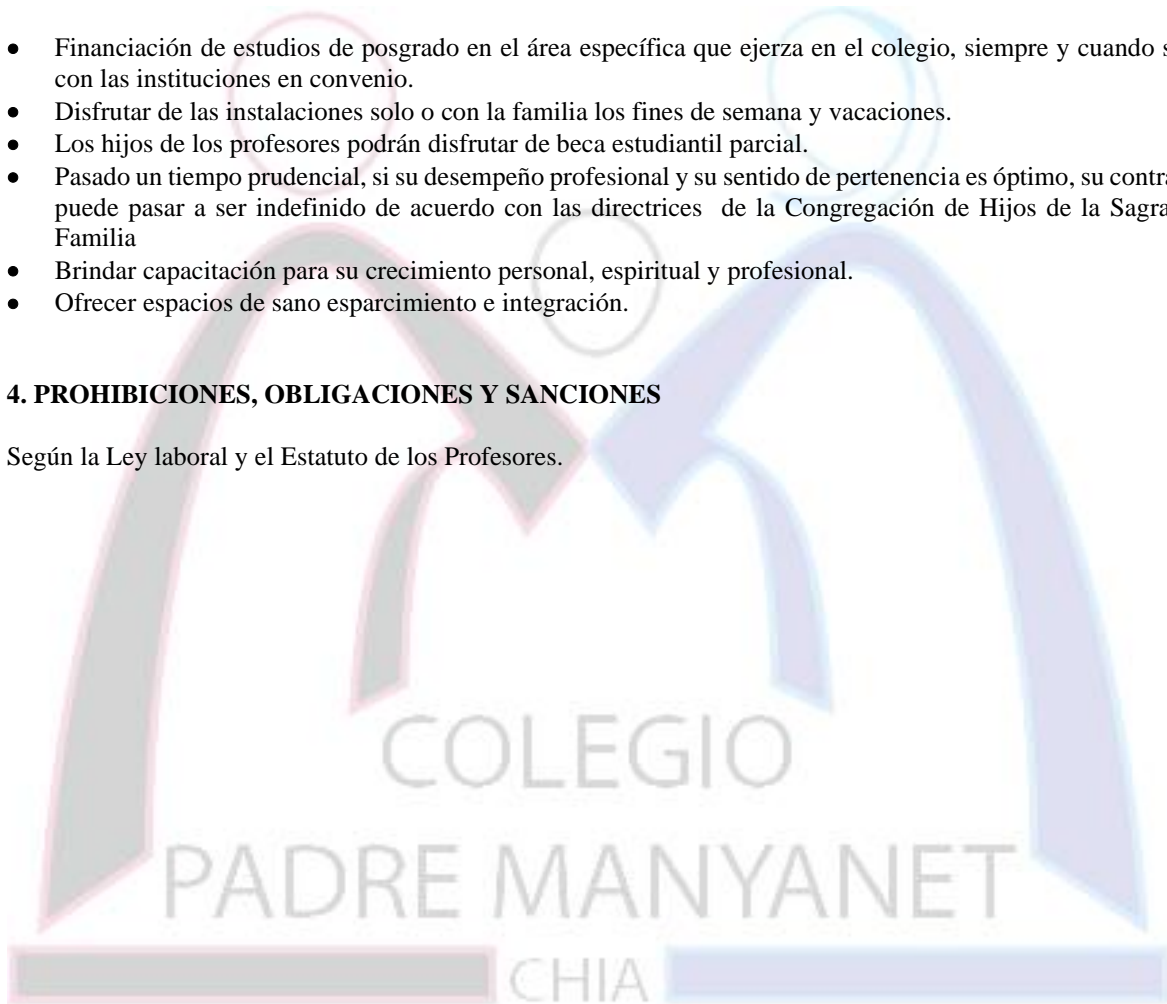 • Financiación de estudios de posgrado en el área específica que ejerza en el colegio, siempre y cuando s
con las instituciones en convenio.
• Disfrutar de las instalaciones solo o con la familia los fines de semana y vacaciones.
• Los hijos de los profesores podrán disfrutar de beca estudiantil parcial.
• Pasado un tiempo prudencial, si su desempeño profesional y su sentido de pertenencia es óptimo, su contra
puede pasar a ser indefinido de acuerdo con las directrices de la Congregación de Hijos de la Sagra
Familia
• Brindar capacitación para su crecimiento personal, espiritual y profesional.
• Ofrecer espacios de sano esparcimiento e integración.
4. PROHIBICIONES, OBLIGACIONES Y SANCIONES
Según la Ley laboral y el Estatuto de los Profesores.
COLEGIO
PADRE MANYANET
CHIA